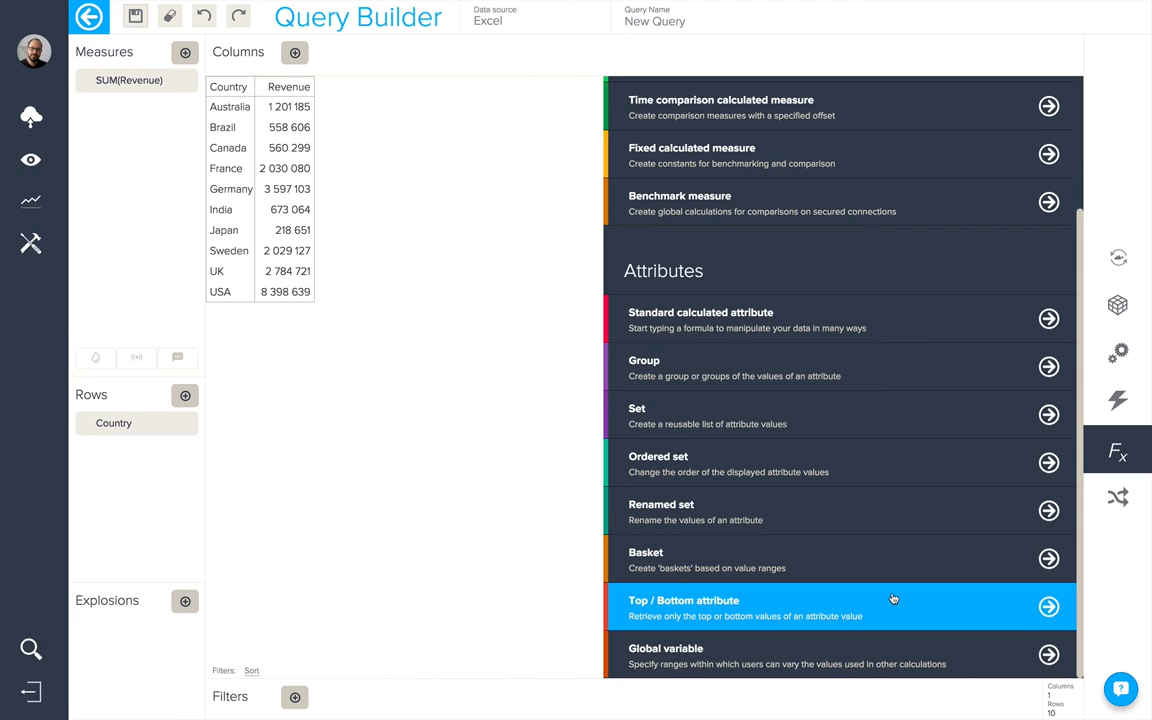 Query Builder
Data source
Excel
Query Name
New Query
Measures
SUM(Revenue)
Columns
Country Revenue
Australia 1 201 185
Brazil 558 606
Canada 560 299
France 2 030 080
Germany 3 597 103
India 673 064
Japan 218 651
Sweden 2 029 127
UK 2 784 721
USA 8 398 639
Rows
Country
Explosions
Filters: Sort
Filters
Time comparison calculated measure
Create comparison measures with a specified offset
Fixed calculated measure
Create constants for benchmarking and comparison
Benchmark measure
Create global calculations for comparisons on secured connections
Attributes
Standard calculated attribute
Start typing a formula to manipulate your data in many ways
Group
Create a group or groups of the values of an attribute
Set
Create a reusable list of attribute values
Ordered set
Change the order of the displayed attribute values
Renamed set
Rename the values of an attribute
Basket
Create 'baskets' based on value ranges
Top / Bottom attribute
Retrieve only the top or bottom values of an attribute value
Global variable
Specify ranges within which users can vary the values used in other calculations
Fx
Columns
1
Rows
10